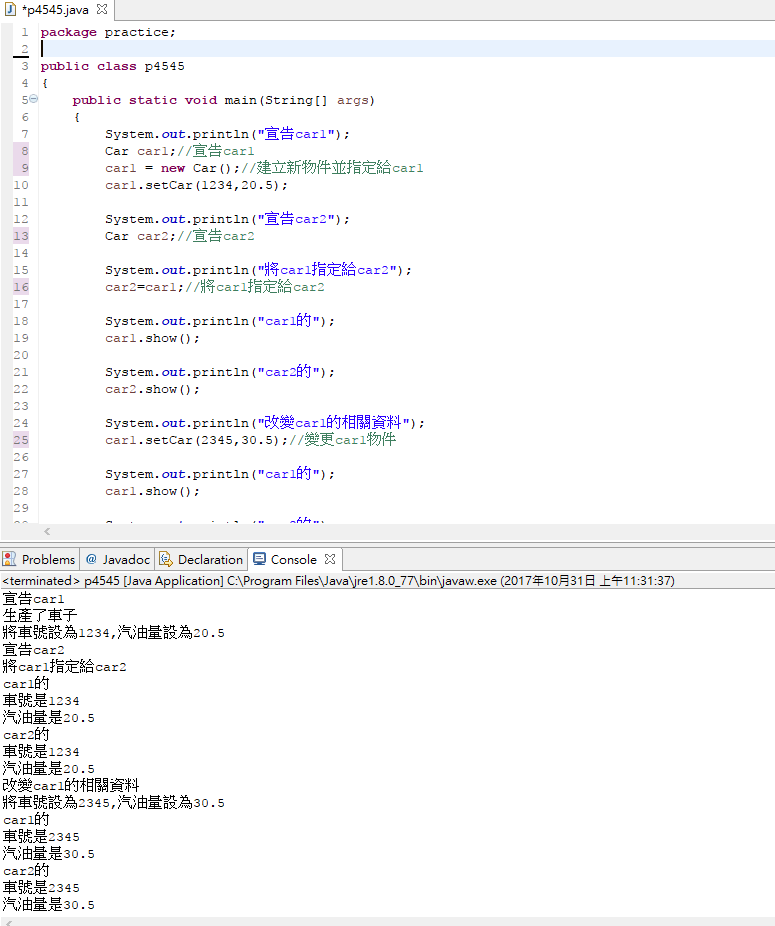 *p4545.java
1 package practice;
2
3 public class p4545
4 {
5 public static void main(String[] args)
6 {
7 System.out.println("宣告car1");
8 Car car1;//宣告car1
9 car1 = new Car();//建立新物件並指定給car1
10 car1.setCar(1234,20.5);
11
12 System.out.println("宣告car2");
13 Car car2;//宣告car2
14
15 System.out.println("將car1指定給car2");
16 car2=car1;//將car1指定給car2
17
18 System.out.println("car1的");
19 car1.show();
20
21 System.out.println("car2的");
22 car2.show();
23
24 System.out.println("改變car1的相關資料");
25 car1.setCar(2345,30.5);//變更car1物件
26
27 System.out.println("car1的");
28 car1.show();
29
Problems @ Javadoc Declaration Console
<terminated> p4545 [Java Application] C:\Program Files\Java\jre1.8.0_77\bin\javaw.exe (2017年10月31日 上午11:31:37)
宣告car1
生產了車子
將車號設為1234,汽油量設為20.5
宣告car2
將car1指定給car2
car1的
車號是1234
汽油量是20.5
car2的
車號是1234
汽油量是20.5
改變car1的相關資料
將車號設為2345,汽油量設為30.5
car1的
車號是2345
汽油量是30.5
car2的
車號是2345
汽油量是30.5